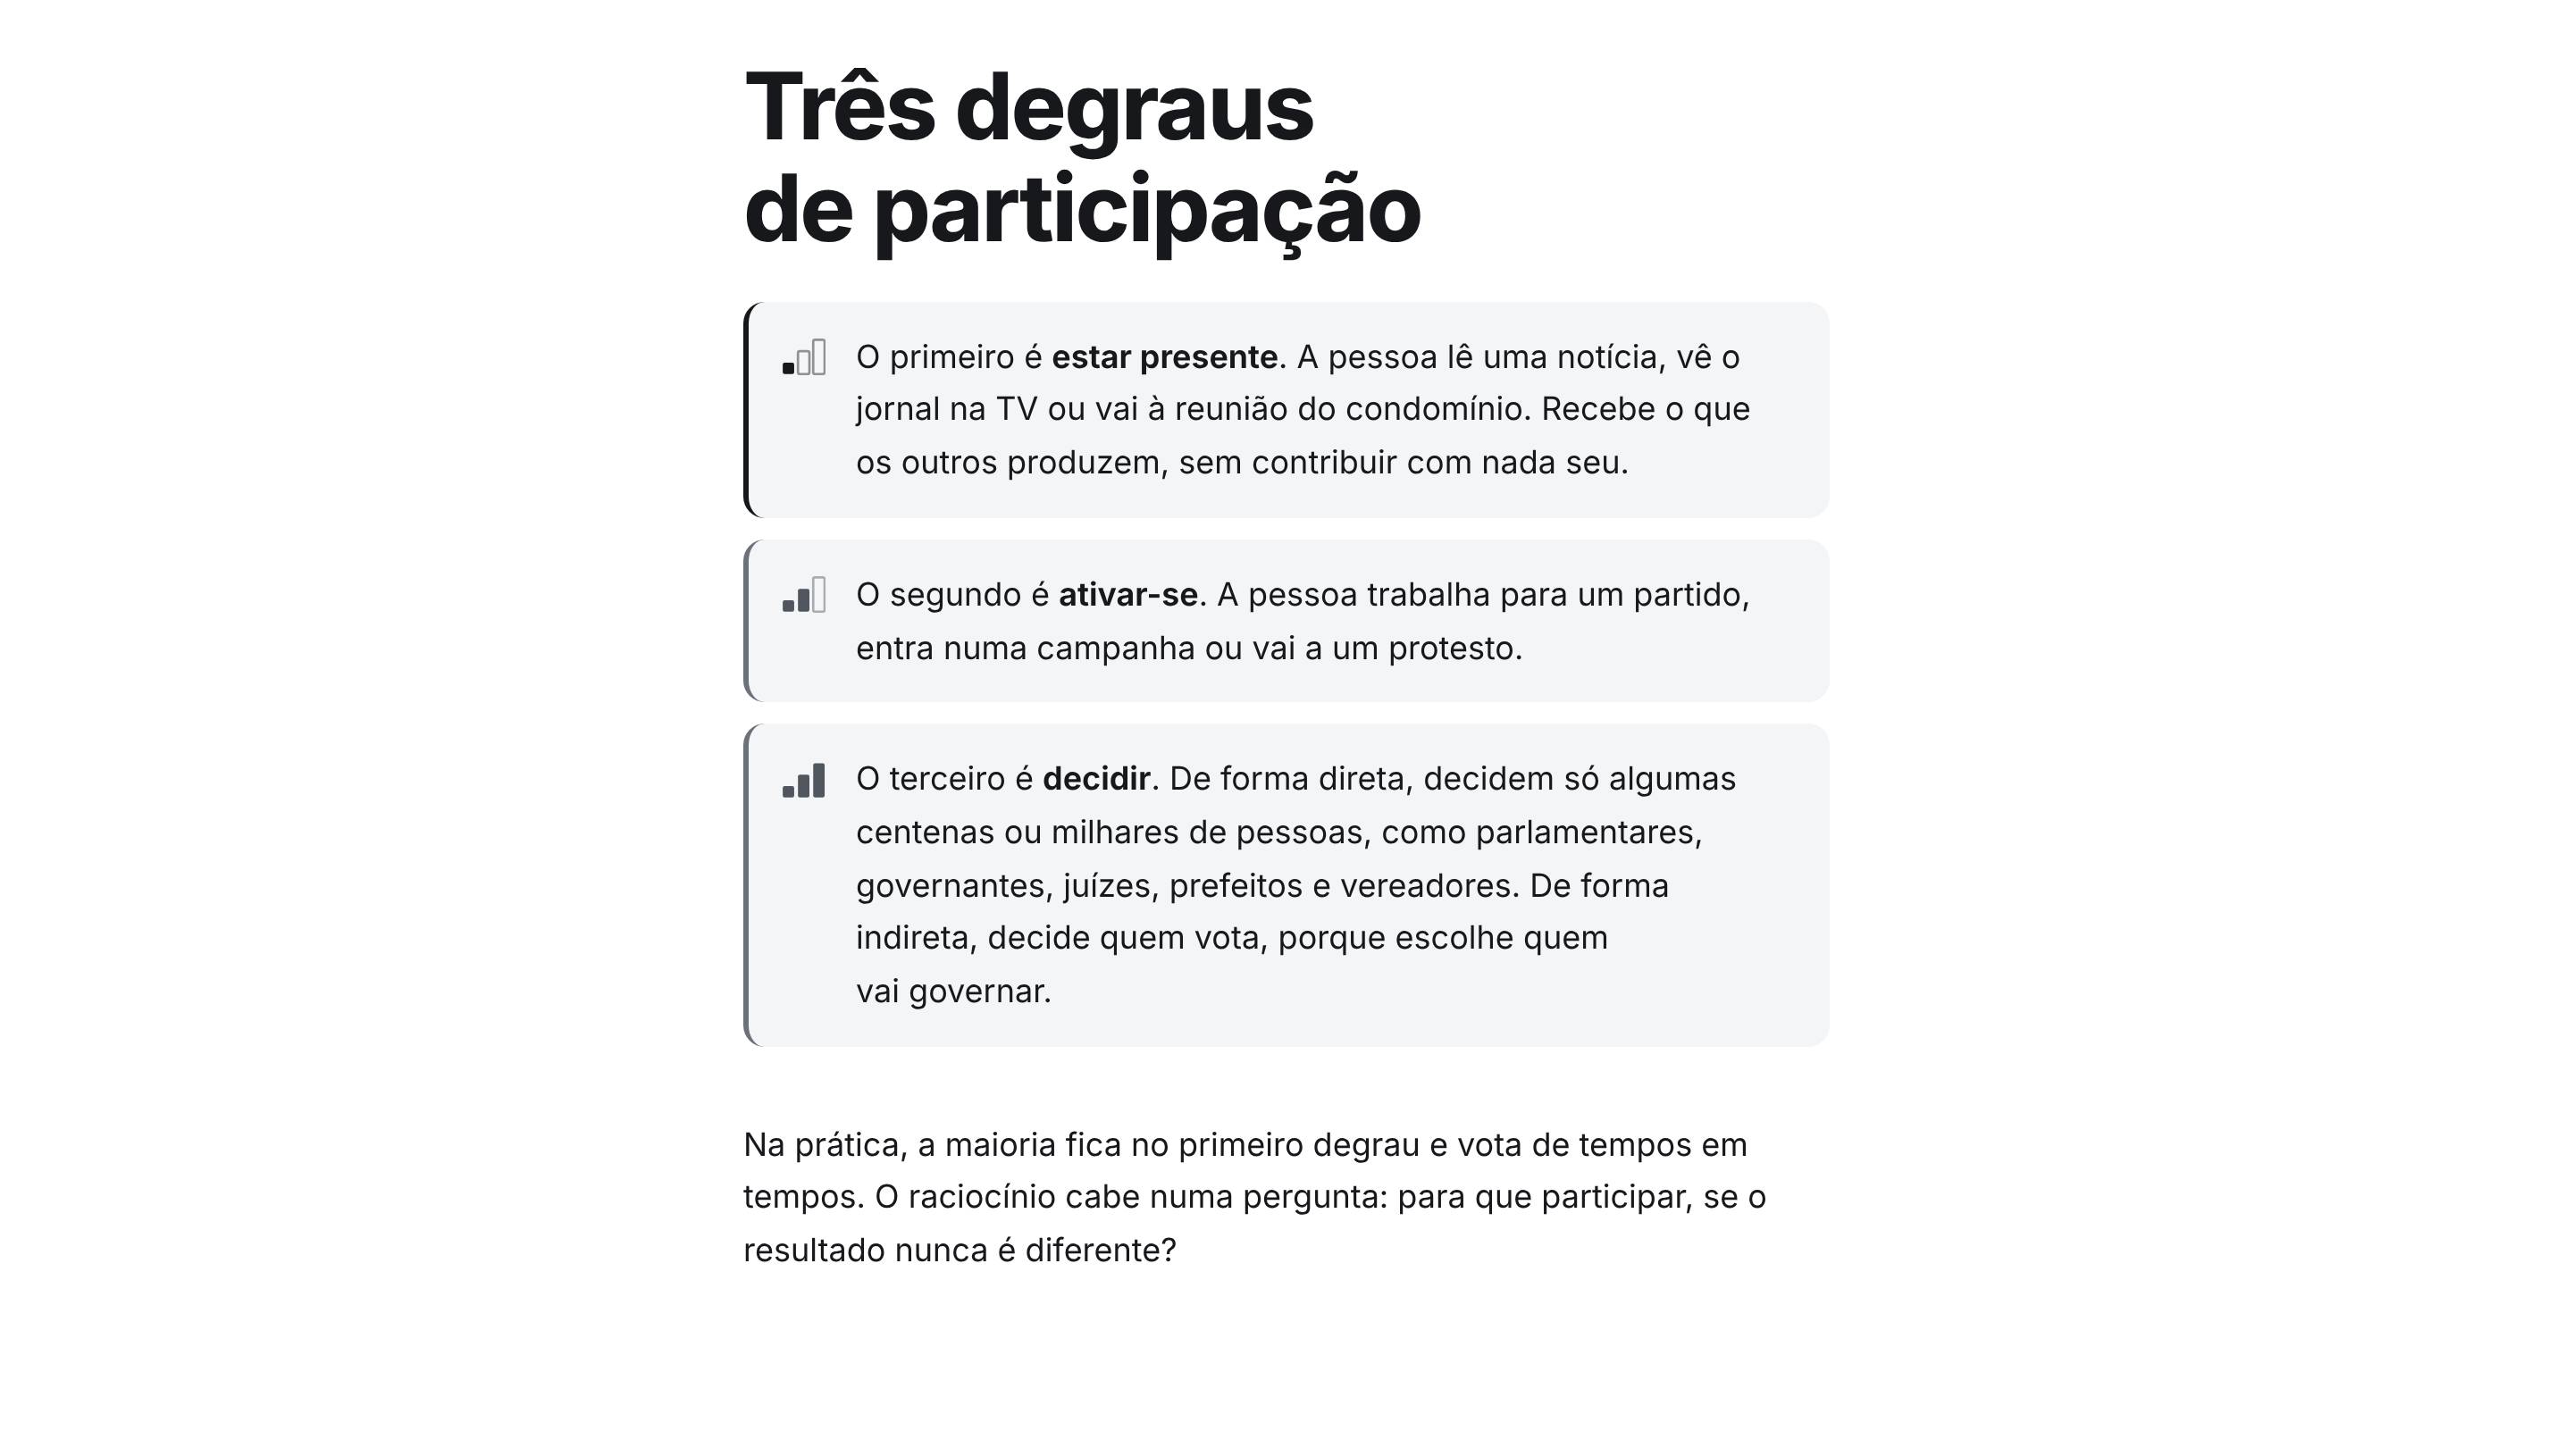 Três degraus
de participação
O primeiro é estar presente. A pessoa lê uma notícia, vê o
jornal na TV ou vai à reunião do condomínio. Recebe o que
os outros produzem, sem contribuir com nada seu.
O segundo é ativar-se. A pessoa trabalha para um partido,
entra numa campanha ou vai a um protesto.
O terceiro é decidir. De forma direta, decidem só algumas
centenas ou milhares de pessoas, como parlamentares,
governantes, juízes, prefeitos e vereadores. De forma
indireta, decide quem vota, porque escolhe quem
vai governar.
Na prática, a maioria fica no primeiro degrau e vota de tempos em
tempos. O raciocínio cabe numa pergunta: para que participar, se o
resultado nunca é diferente?